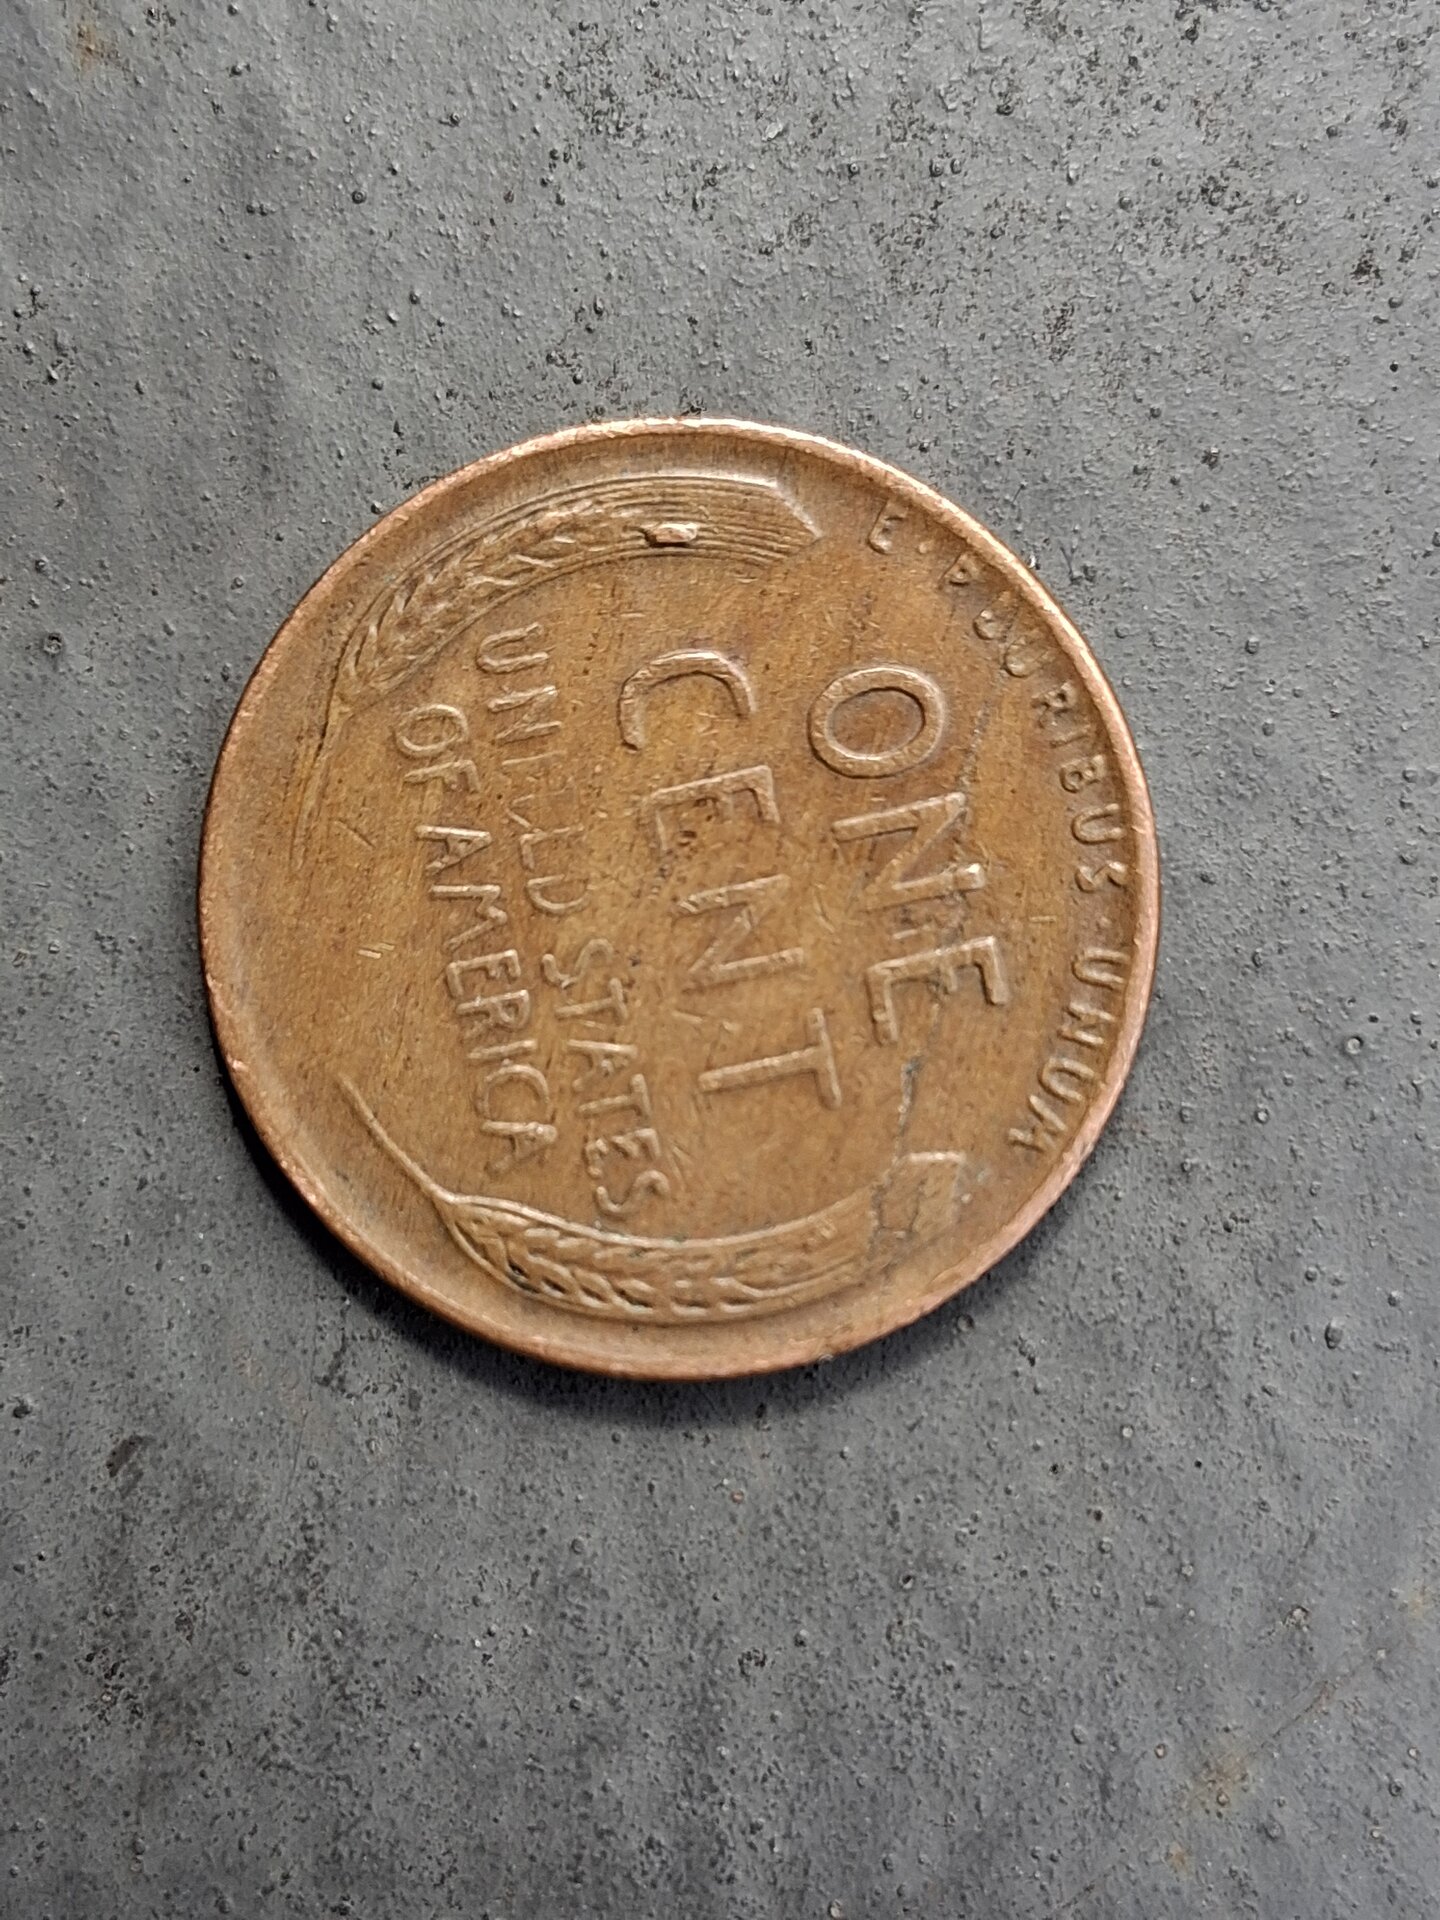 E · PLURIBUS · UNUM
ONE
CENT
UNITED STATES
OF AMERICA